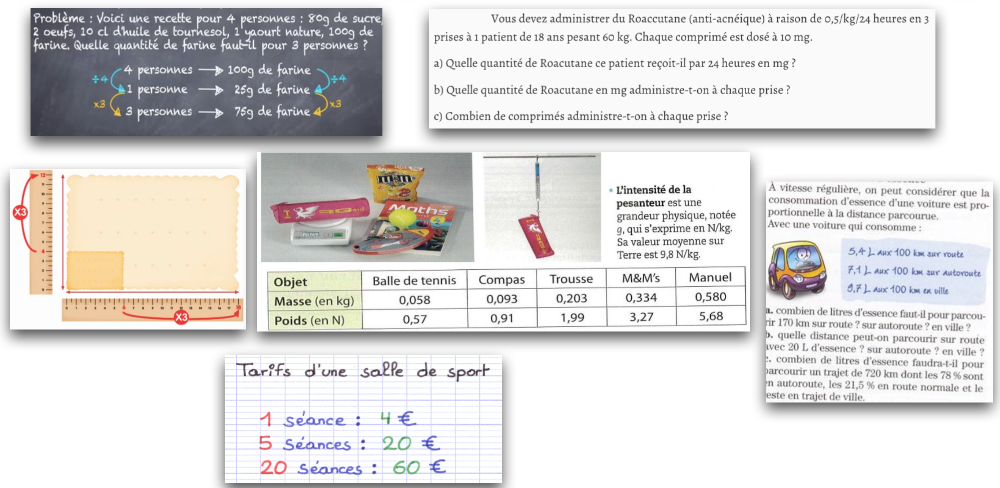 Problème : Voici une recette pour 4 personnes : 80g de sucre,
2 oeufs, 10 cl d'huile de tournesol, 1 yaourt nature, 100g de
farine. Quelle quantité de farine faut-il pour 3 personnes ?
4 personnes → 100g de farine
÷4 ÷4
1 personne → 25g de farine
x3 x3
3 personnes → 75g de farine
Vous devez administrer du Roaccutane (anti-acnéique) à raison de 0,5/kg/24 heures en 3
prises à 1 patient de 18 ans pesant 60 kg. Chaque comprimé est dosé à 10 mg.
a) Quelle quantité de Roacutane ce patient reçoit-il par 24 heures en mg ?
b) Quelle quantité de Roacutane en mg administre-t-on à chaque prise ?
c) Combien de comprimés administre-t-on à chaque prise ?
12
11
10
9
8
X3
7
6
5
4
3
2
1
0
0 1 2 3 4 5 6 7 8 9 10 11 12 13 14 15 16 17 18
X3
m&m's
Maths
4
• L'intensité de la
pesanteur est une
grandeur physique, notée
g, qui s'exprime en N/kg.
Sa valeur moyenne sur
Terre est 9,8 N/kg.
Objet Balle de tennis Compas Trousse M&M's Manuel
Masse (en kg) 0,058 0,093 0,203 0,334 0,580
Poids (en N) 0,57 0,91 1,99 3,27 5,68
À vitesse régulière, on peut considérer que la
consommation d'essence d'une voiture est pro-
portionnelle à la distance parcourue.
Avec une voiture qui consomme :
5,4 L aux 100 km sur route
7,1 L aux 100 km sur autoroute
9,7 L aux 100 km en ville
a. combien de litres d'essence faut-il pour parcou-
rir 170 km sur route ? sur autoroute ? en ville ?
b. quelle distance peut-on parcourir sur route
avec 20 L d'essence ? sur autoroute ? en ville ?
c. combien de litres d'essence faudra-t-il pour
parcourir un trajet de 720 km dont les 78 % sont
en autoroute, les 21,5 % en route normale et le
reste en trajet de ville.
Tarifs d'une salle de sport
1 séance : 4 €
5 séances : 20 €
20 séances : 60 €